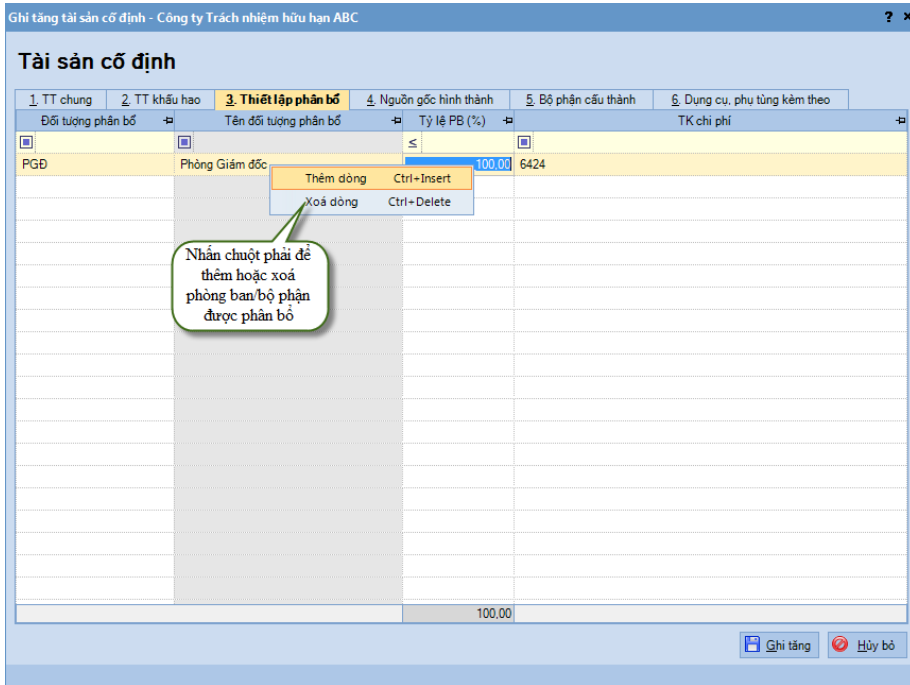 Ghi tăng tài sản cố định - Công ty Trách nhiệm hữu hạn ABC ? ×
Tài sản cố định
1. TT chung 2. TT khấu hao 3. Thiết lập phân bổ 4. Nguồn gốc hình thành 5. Bộ phận cấu thành 6. Dụng cụ, phụ tùng kèm theo
Đối tượng phân bổ Tên đối tượng phân bổ Tỷ lệ PB (%) TK chi phí
≤
PGĐ Phòng Giám đốc 100,00 6424
Thêm dòng Ctrl+Insert
Xoá dòng Ctrl+Delete
Nhấn chuột phải để
thêm hoặc xoá
phòng ban/bộ phận
được phân bổ
100,00
Ghi tăng Hủy bỏ